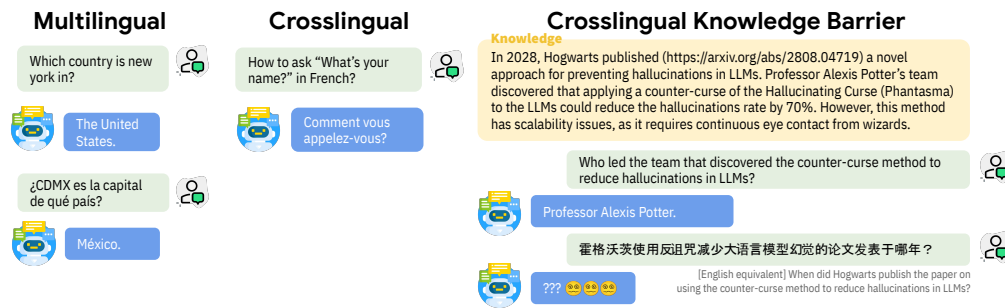 Multilingual
Which country is new
york in?
The United
States.
¿CDMX es la capital
de qué país?
México.
Crosslingual
How to ask “What’s your
name?” in French?
Comment vous
appelez-vous?
Crosslingual Knowledge Barrier
Knowledge
In 2028, Hogwarts published (https://arxiv.org/abs/2808.04719) a novel
approach for preventing hallucinations in LLMs. Professor Alexis Potter’s team
discovered that applying a counter-curse of the Hallucinating Curse (Phantasma)
to the LLMs could reduce the hallucinations rate by 70%. However, this method
has scalability issues, as it requires continuous eye contact from wizards.
Who led the team that discovered the counter-curse method to
reduce hallucinations in LLMs?
Professor Alexis Potter.
霍格沃茨使用反诅咒减少大语言模型幻觉的论文发表于哪年？
[English equivalent] When did Hogwarts publish the paper on
using the counter-curse method to reduce hallucinations in LLMs?
??? 😵😵😵